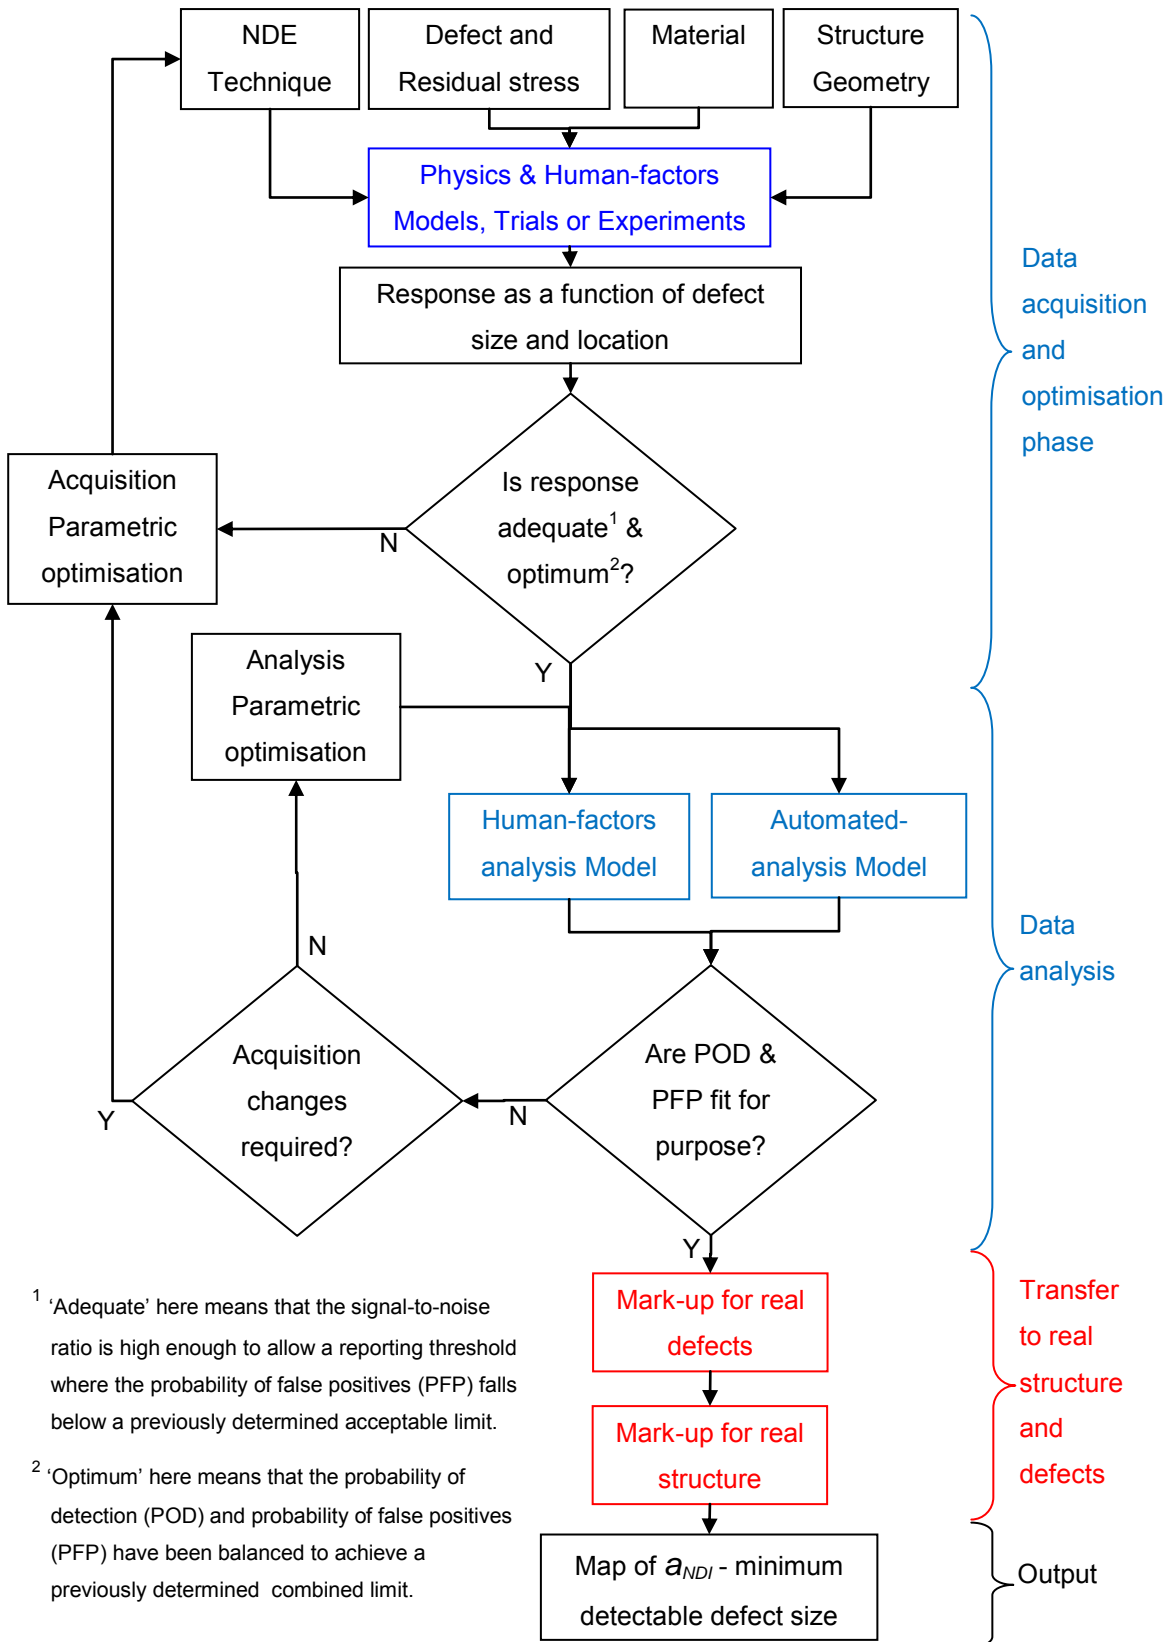 NDE
Technique
Defect and
Residual stress
Material
Structure
Geometry
Physics & Human-factors
Models, Trials or Experiments
Response as a function of defect
size and location
Data
acquisition
and
optimisation
phase
Is response
adequate1 &
optimum2?
N
Y
Acquisition
Parametric
optimisation
Analysis
Parametric
optimisation
Human-factors
analysis Model
Automated-
analysis Model
Data
analysis
Are POD &
PFP fit for
purpose?
N
Y
Acquisition
changes
required?
N
Y
Mark-up for real
defects
Mark-up for real
structure
Transfer
to real
structure
and
defects
Map of aNDI - minimum
detectable defect size
Output
1 ‘Adequate’ here means that the signal-to-noise
ratio is high enough to allow a reporting threshold
where the probability of false positives (PFP) falls
below a previously determined acceptable limit.
2 ‘Optimum’ here means that the probability of
detection (POD) and probability of false positives
(PFP) have been balanced to achieve a
previously determined combined limit.